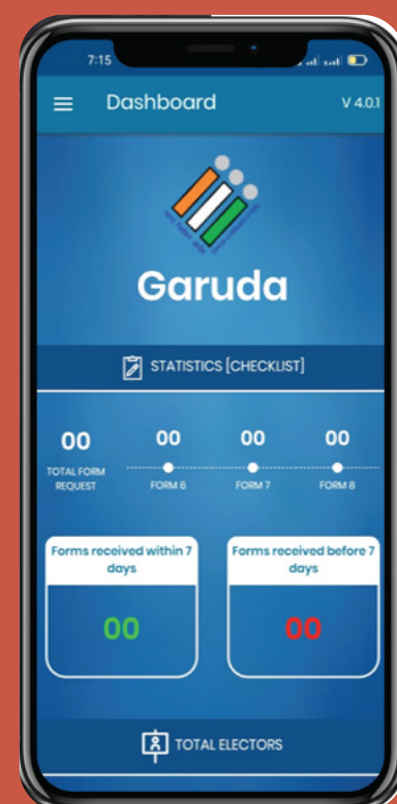 7:15
Dashboard
V 4.0.1
Garuda
STATISTICS [CHECKLIST]
00
00
00
00
TOTAL FORM
REQUEST
FORM 6
FORM 7
FORM 8
Forms received within 7
days
Forms received before 7
days
00
00
TOTAL ELECTORS